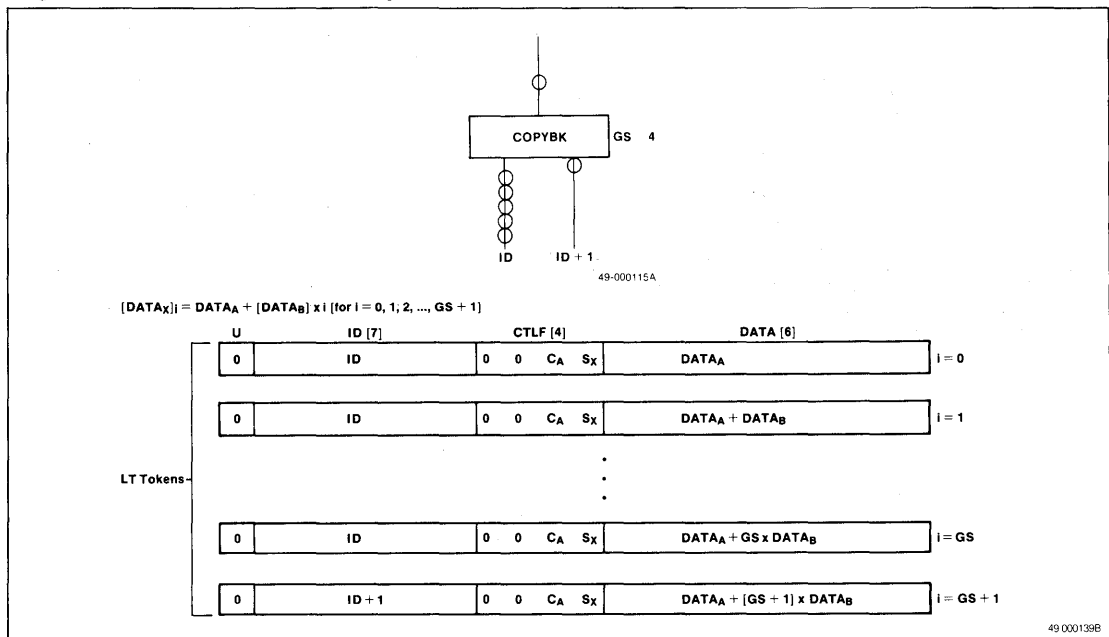 COPYBK GS 4
ID ID + 1
49-000115A
[DATAX]i = DATAA + [DATAB] x i [for i = 0, 1, 2, ..., GS + 1]
U ID [7] CTLF [4] DATA [6]
0 ID 0 0 CA SX DATAA i = 0
0 ID 0 0 CA SX DATAA + DATAB i = 1
LT Tokens
0 ID 0 0 CA SX DATAA + GS x DATAB i = GS
0 ID+1 0 0 CA SX DATAA + [GS + 1] x DATAB i = GS + 1
49 000139B